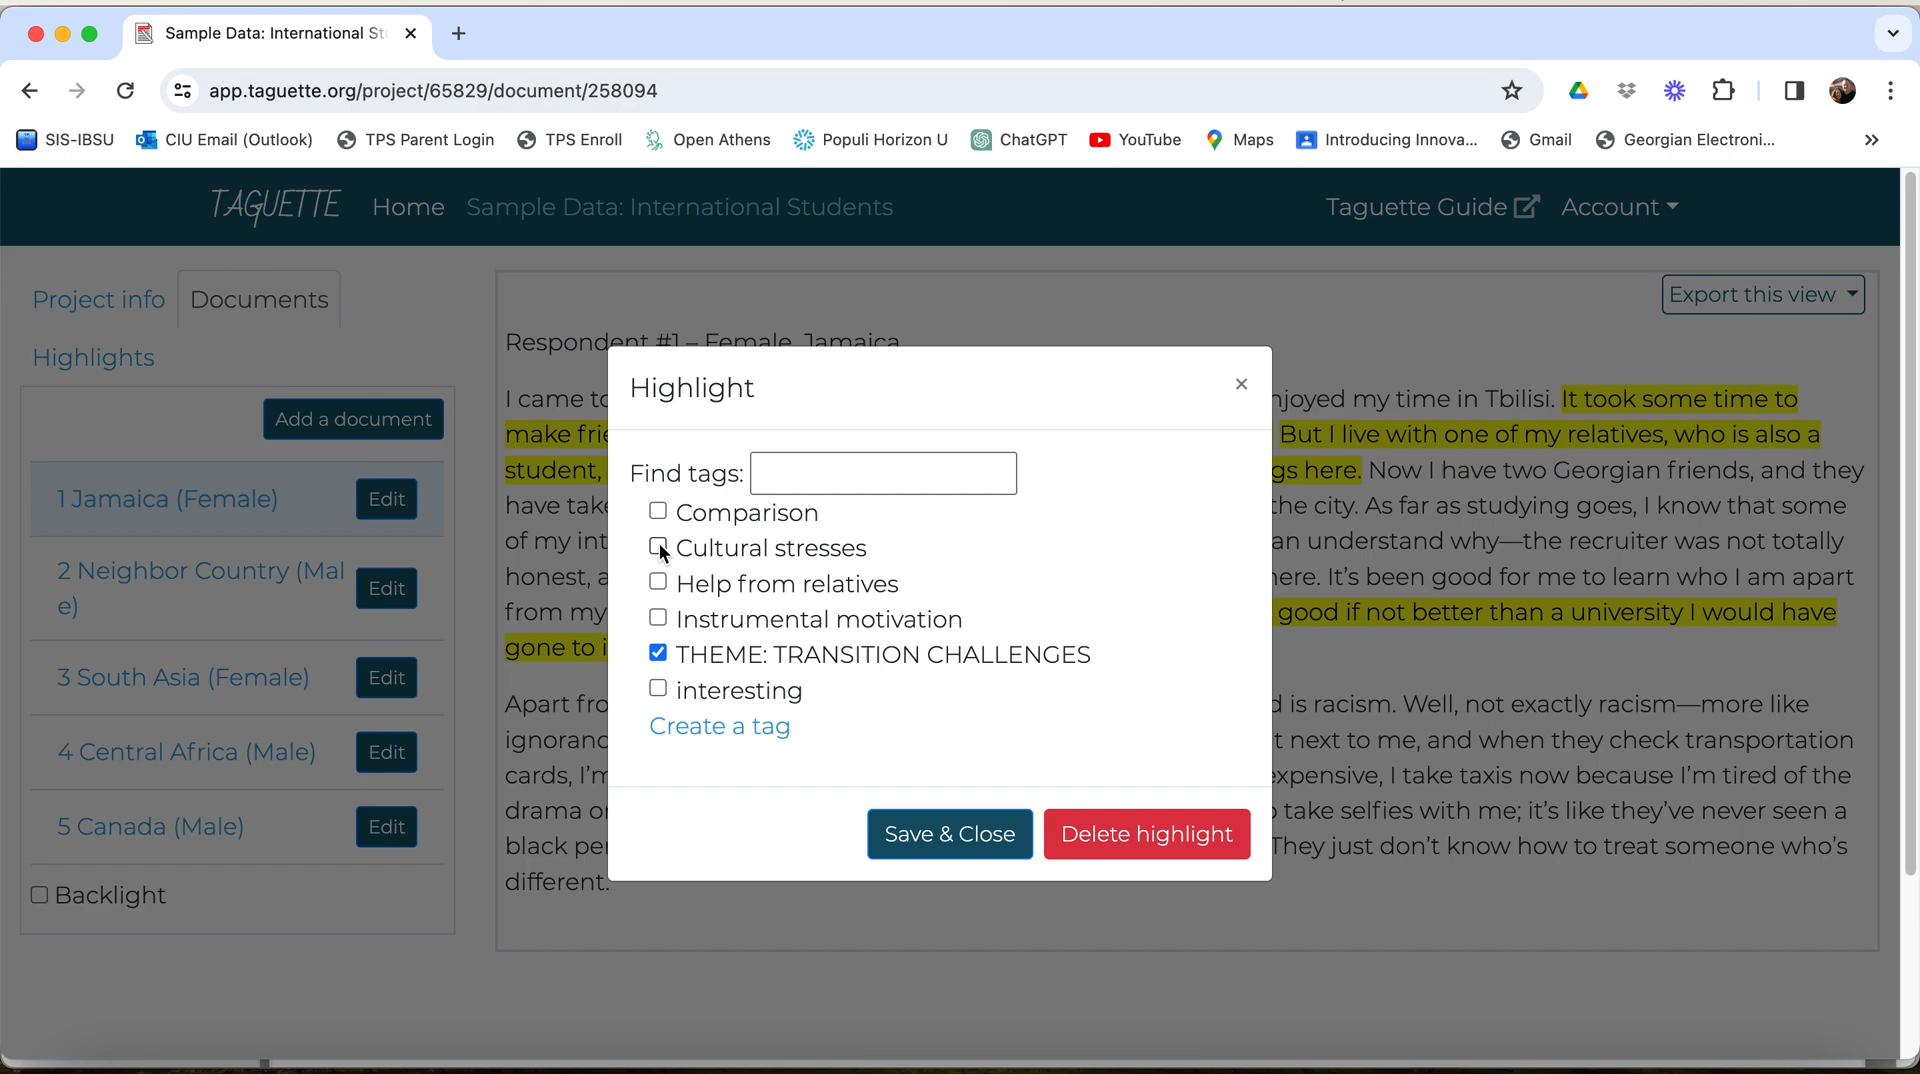 Sample Data: International St
app.taguette.org/project/65829/document/258094
SIS-IBSU CIU Email (Outlook) TPS Parent Login TPS Enroll Open Athens Populi Horizon U ChatGPT YouTube Maps Introducing Innova... Gmail Georgian Electroni...
TAGUETTE Home Sample Data: International Students Taguette Guide Account
Project info Documents
Highlights
Add a document
1 Jamaica (Female) Edit
2 Neighbor Country (Mal
e) Edit
3 South Asia (Female) Edit
4 Central Africa (Male) Edit
5 Canada (Male) Edit
Backlight
Export this view
Respondent #1 – Female, Jamaica
I came to njoyed my time in Tbilisi. It took some time to
make frie But I live with one of my relatives, who is also a
student, gs here. Now I have two Georgian friends, and they
have take the city. As far as studying goes, I know that some
of my int an understand why—the recruiter was not totally
honest, a here. It's been good for me to learn who I am apart
from my good if not better than a university I would have
gone to i
Apart fro d is racism. Well, not exactly racism—more like
ignoranc t next to me, and when they check transportation
cards, I'm expensive, I take taxis now because I'm tired of the
drama o o take selfies with me; it's like they've never seen a
black per They just don't know how to treat someone who's
different.
Highlight ×
Find tags:
Comparison
Cultural stresses
Help from relatives
Instrumental motivation
THEME: TRANSITION CHALLENGES
interesting
Create a tag
Save & Close Delete highlight